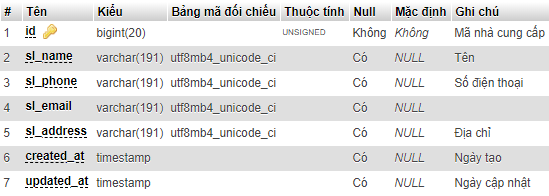 # Tên Kiểu Bảng mã đối chiếu Thuộc tính Null Mặc định Ghi chú
1 id bigint(20) UNSIGNED Không Không Mã nhà cung cấp
2 sl_name varchar(191) utf8mb4_unicode_ci Có NULL Tên
3 sl_phone varchar(191) utf8mb4_unicode_ci Có NULL Số điện thoại
4 sl_email varchar(191) utf8mb4_unicode_ci Có NULL
5 sl_address varchar(191) utf8mb4_unicode_ci Có NULL Địa chỉ
6 created_at timestamp Có NULL Ngày tao
7 updated_at timestamp Có NULL Ngày cập nhật